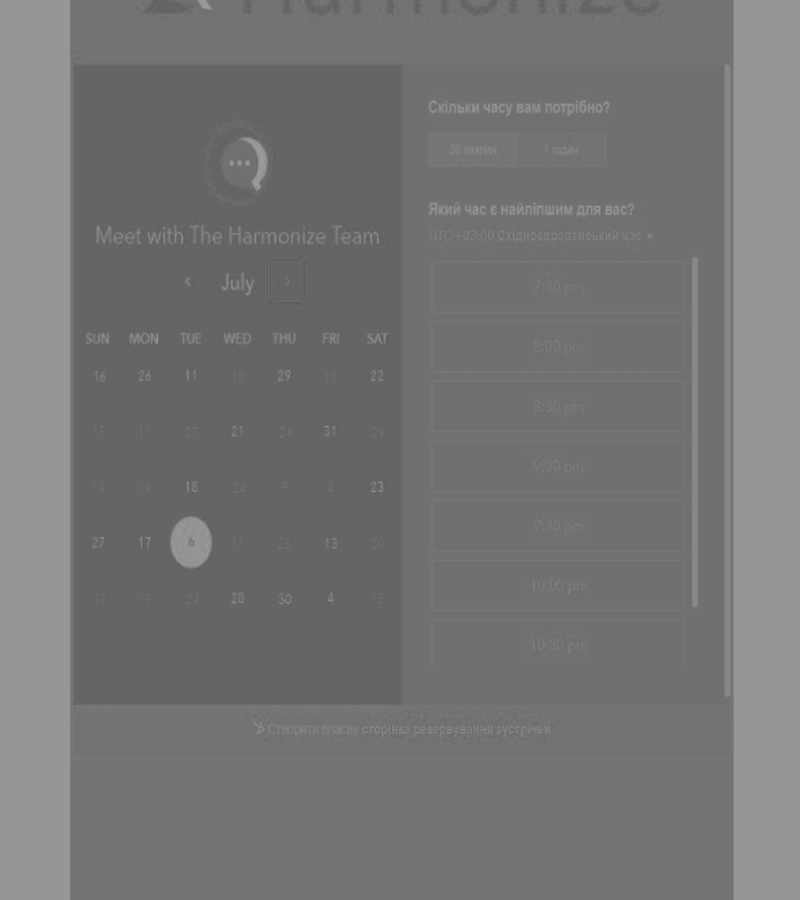 Harmonize
Meet with The Harmonize Team
July
SUN MON TUE WED THU FRI SAT
16 26 11 18 29 22
15 11 27 21 24 31 29
19 19 18 24 9 4 23
27 17 6 11 25 13 20
17 19 24 20 30 4 15
Скільки часу вам потрібно?
30 хвилин 1 годин
Який час є найліпшим для вас?
UTC +03:00 Східноєвропейський час
7:30 pm
8:00 pm
8:30 pm
9:00 pm
9:30 pm
10:00 pm
10:30 pm
Створити власну сторінка резервування зустрічей